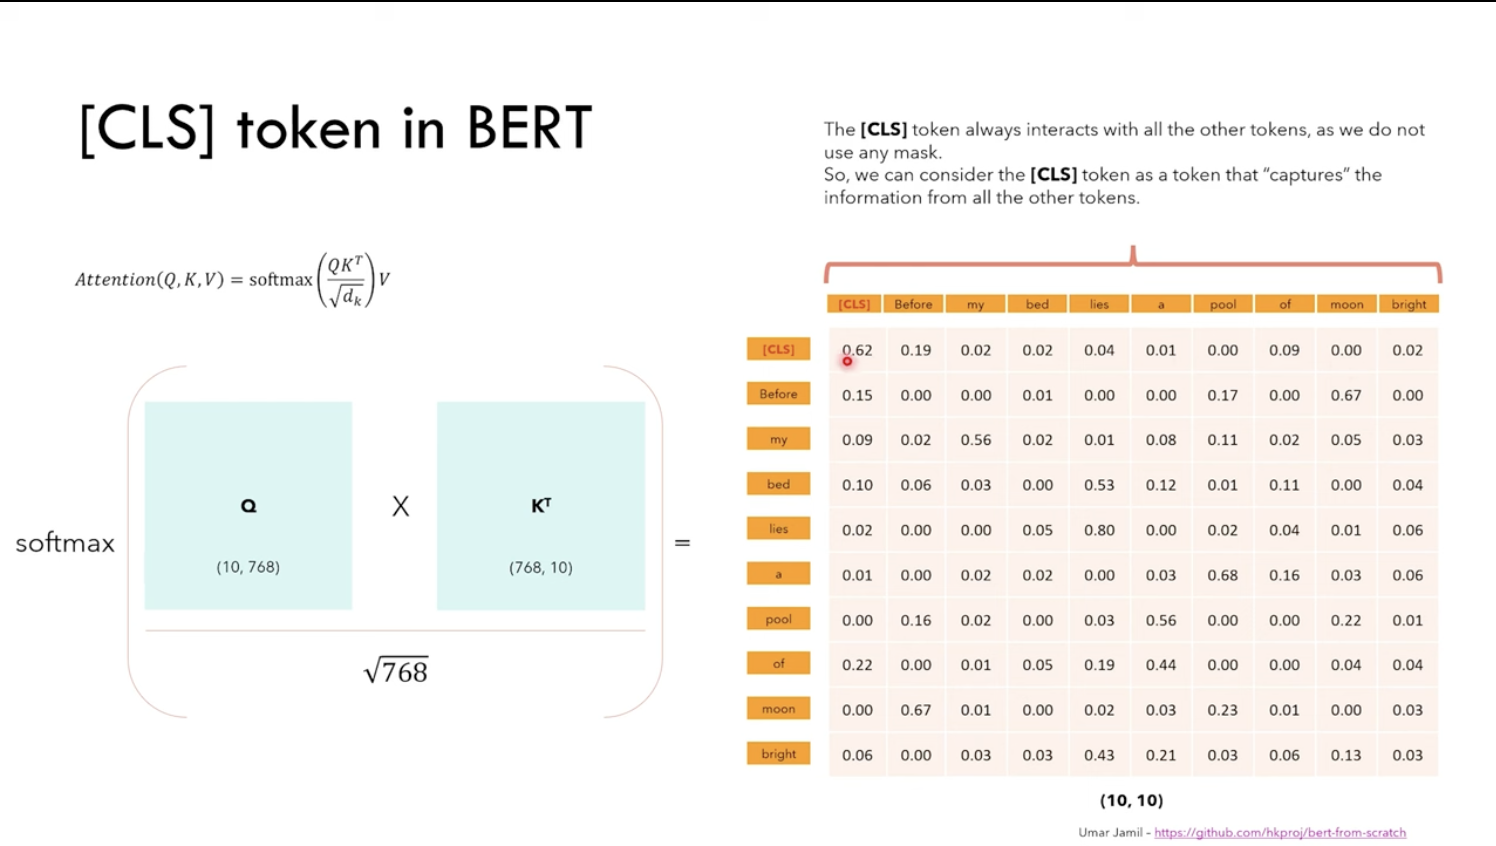 [CLS] token in BERT
The [CLS] token always interacts with all the other tokens, as we do not
use any mask.
So, we can consider the [CLS] token as a token that “captures” the
information from all the other tokens.
Attention(Q, K, V) = softmax(QKᵀ/√dₖ)V
softmax
Q
(10, 768)
X
Kᵀ
(768, 10)
√768
=
[CLS] Before my bed lies a pool of moon bright
[CLS] 0.62 0.19 0.02 0.02 0.04 0.01 0.00 0.09 0.00 0.02
Before 0.15 0.00 0.00 0.01 0.00 0.00 0.17 0.00 0.67 0.00
my 0.09 0.02 0.56 0.02 0.01 0.08 0.11 0.02 0.05 0.03
bed 0.10 0.06 0.03 0.00 0.53 0.12 0.01 0.11 0.00 0.04
lies 0.02 0.00 0.00 0.05 0.80 0.00 0.02 0.04 0.01 0.06
a 0.01 0.00 0.02 0.02 0.00 0.03 0.68 0.16 0.03 0.06
pool 0.00 0.16 0.02 0.00 0.03 0.56 0.00 0.00 0.22 0.01
of 0.22 0.00 0.01 0.05 0.19 0.44 0.00 0.00 0.04 0.04
moon 0.00 0.67 0.01 0.00 0.02 0.03 0.23 0.01 0.00 0.03
bright 0.06 0.00 0.03 0.03 0.43 0.21 0.03 0.06 0.13 0.03
(10, 10)
Umar Jamil – https://github.com/hkproj/bert-from-scratch